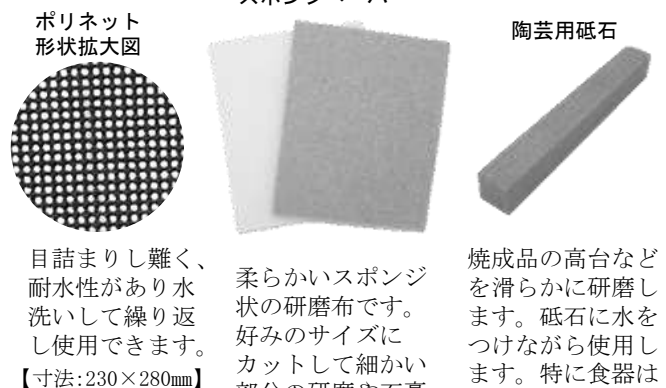 ポリネット
形状拡大図
目詰まりし難く、
耐水性があり水
洗いして繰り返
し使用できます。
【寸法:230×280㎜】
柔らかいスポンジ
状の研磨布です。
好みのサイズに
カットして細かい
陶芸用砥石
焼成品の高台など
を滑らかに研磨し
ます。砥石に水を
つけながら使用し
ます。特に食器は